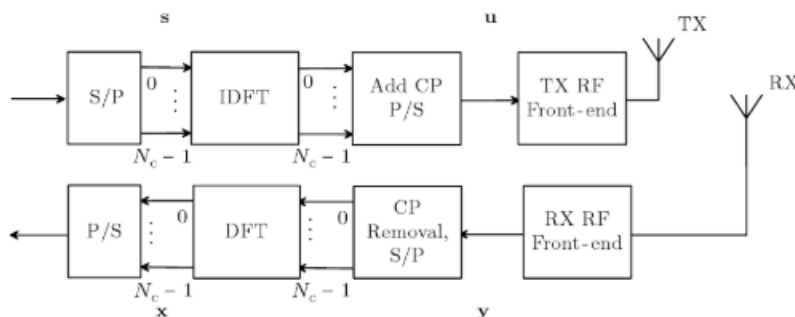 s
u
TX
RX
S/P
0
⋮
N_c − 1
IDFT
0
⋮
N_c − 1
Add CP
P/S
TX RF
Front-end
P/S
0
⋮
N_c − 1
DFT
0
⋮
N_c − 1
CP
Removal,
S/P
RX RF
Front-end
x
y